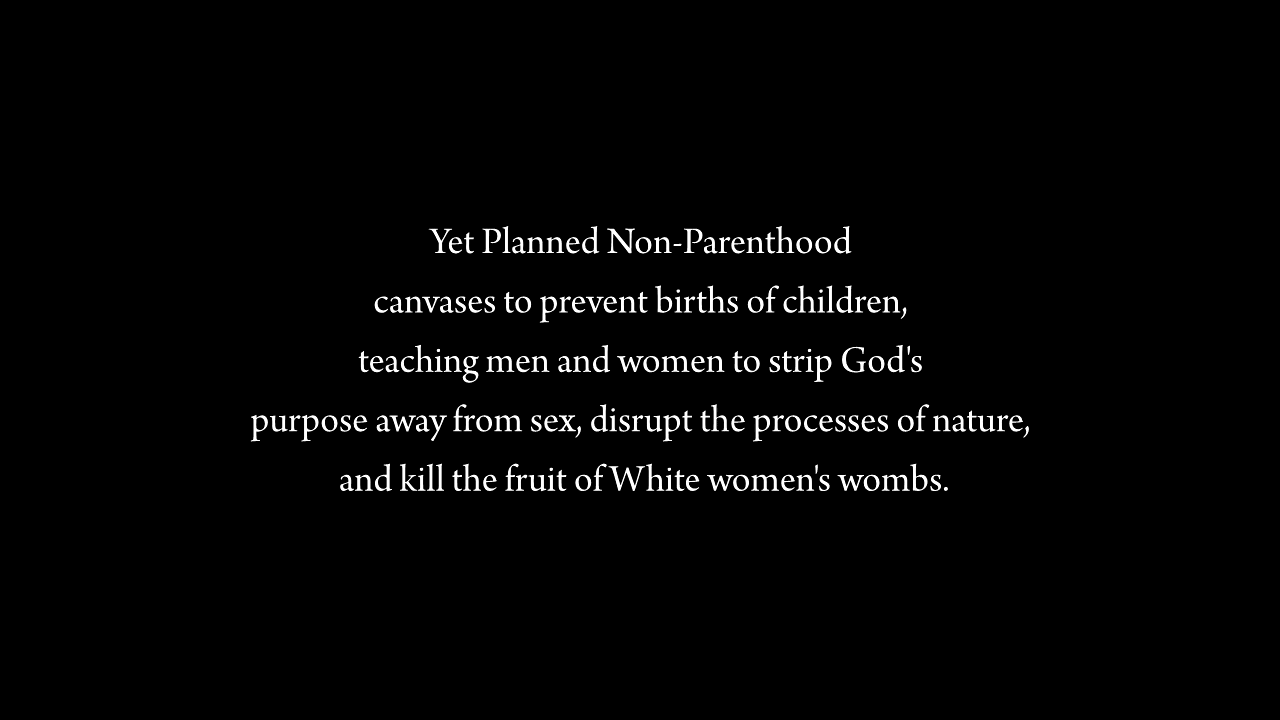 Yet Planned Non-Parenthood
canvases to prevent births of children,
teaching men and women to strip God's
purpose away from sex, disrupt the processes of nature,
and kill the fruit of White women's wombs.